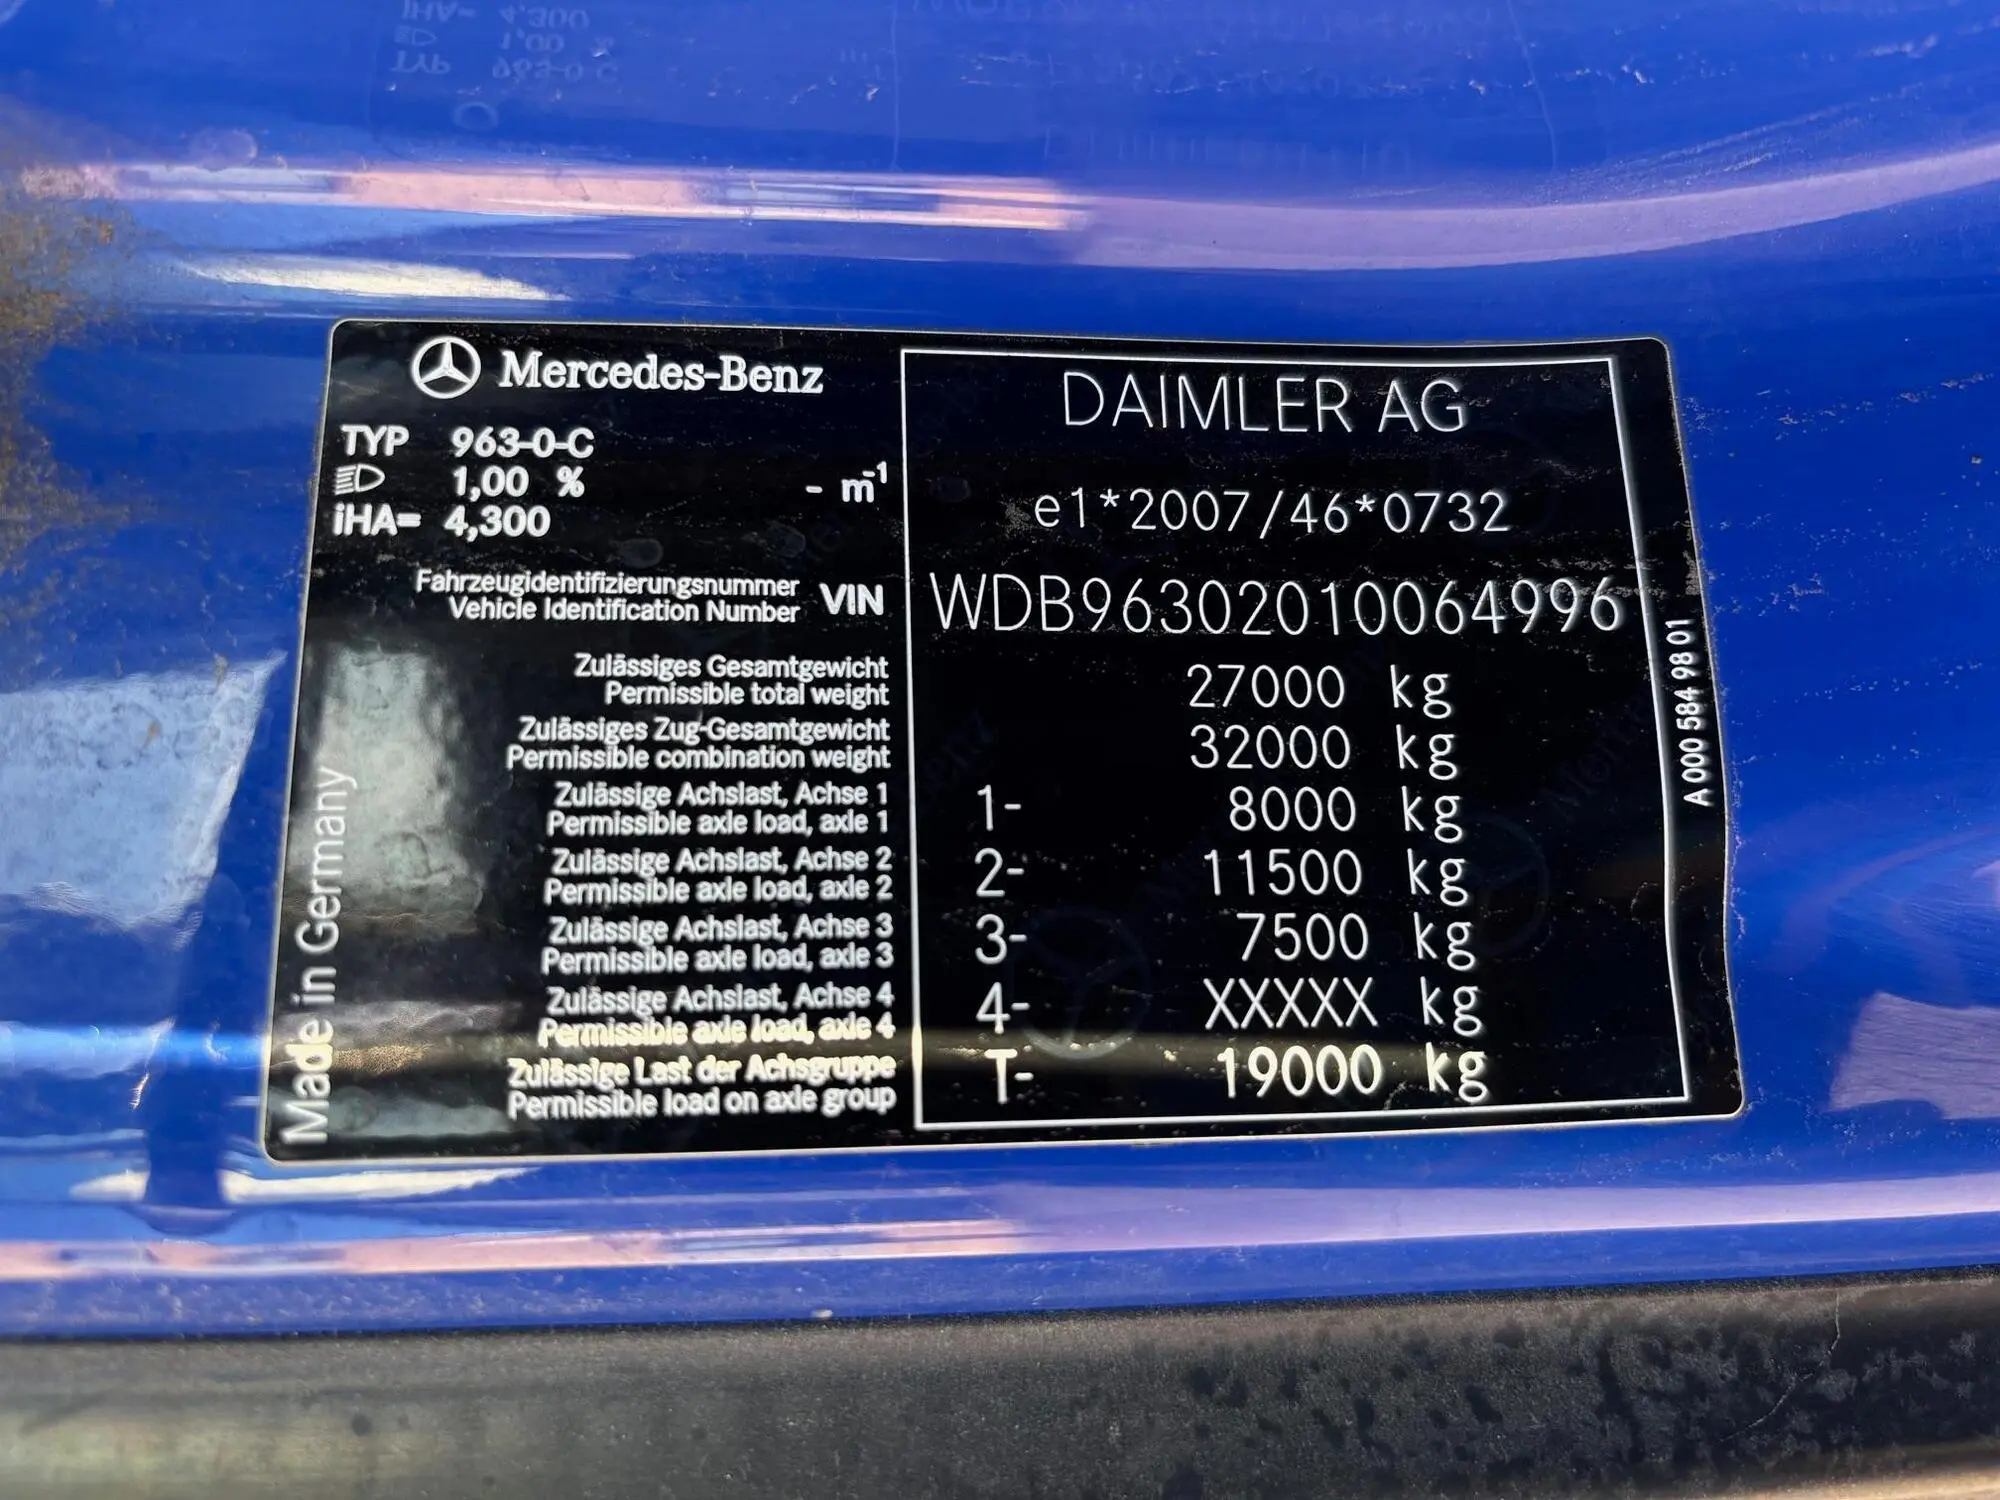 Mercedes-Benz
TYP 963-0-C
1,00 % - m-1
iHA= 4,300
Fahrzeugidentifizierungsnummer
Vehicle Identification Number VIN
Zulässiges Gesamtgewicht
Permissible total weight
Zulässiges Zug-Gesamtgewicht
Permissible combination weight
Zulässige Achslast, Achse 1
Permissible axle load, axle 1
Zulässige Achslast, Achse 2
Permissible axle load, axle 2
Zulässige Achslast, Achse 3
Permissible axle load, axle 3
Zulässige Achslast, Achse 4
Permissible axle load, axle 4
Zulässige Last der Achsgruppe
Permissible load on axle group
Made in Germany
DAIMLER AG
e1*2007/46*0732
WDB96302010064996
27000 kg
32000 kg
1- 8000 kg
2- 11500 kg
3- 7500 kg
4- XXXXX kg
T- 19000 kg
A 000 584 98 01